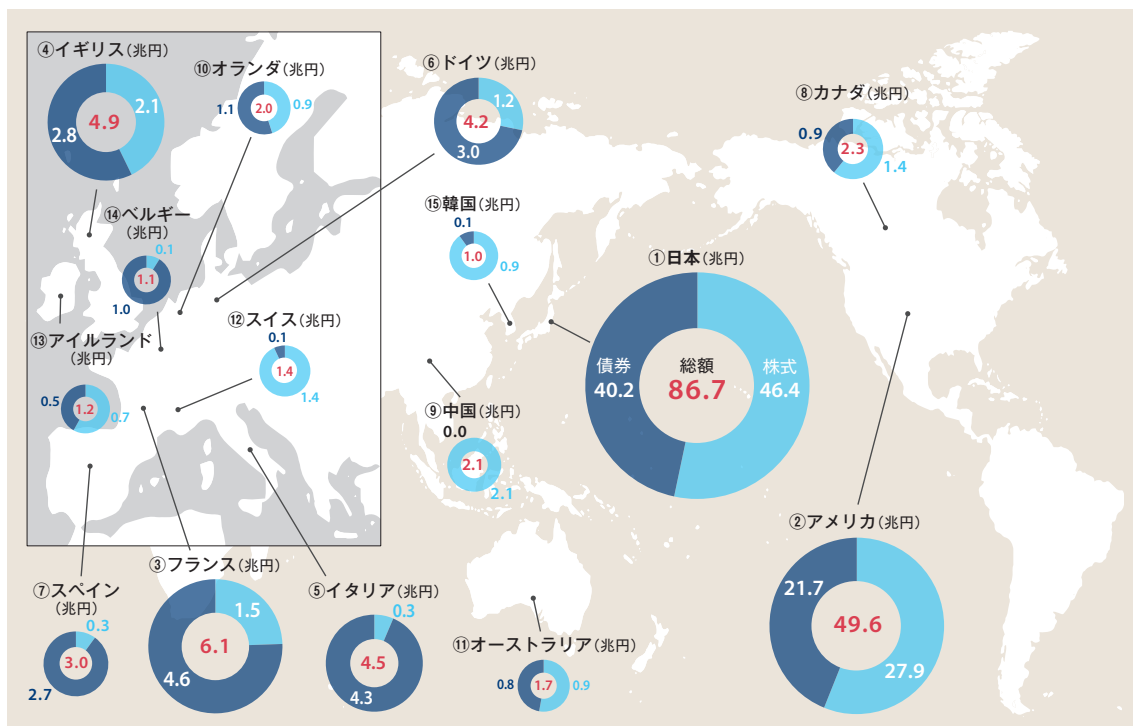 ④イギリス(兆円)
2.1
2.8
4.9
⑩オランダ(兆円)
1.1
2.0
0.9
⑥ドイツ(兆円)
1.2
4.2
3.0
⑧カナダ(兆円)
0.9
2.3
1.4
⑭ベルギー
(兆円)
0.1
1.1
1.0
⑮韓国(兆円)
0.1
1.0
0.9
①日本(兆円)
債券
40.2
総額
86.7
株式
46.4
⑬アイルランド
(兆円)
0.5
1.2
0.7
⑫スイス(兆円)
0.1
1.4
1.4
⑨中国(兆円)
0.0
2.1
2.1
②アメリカ(兆円)
21.7
49.6
27.9
⑦スペイン
(兆円)
0.3
3.0
2.7
③フランス(兆円)
1.5
6.1
4.6
⑤イタリア(兆円)
0.3
4.5
4.3
⑪オーストラリア(兆円)
0.8
1.7
0.9